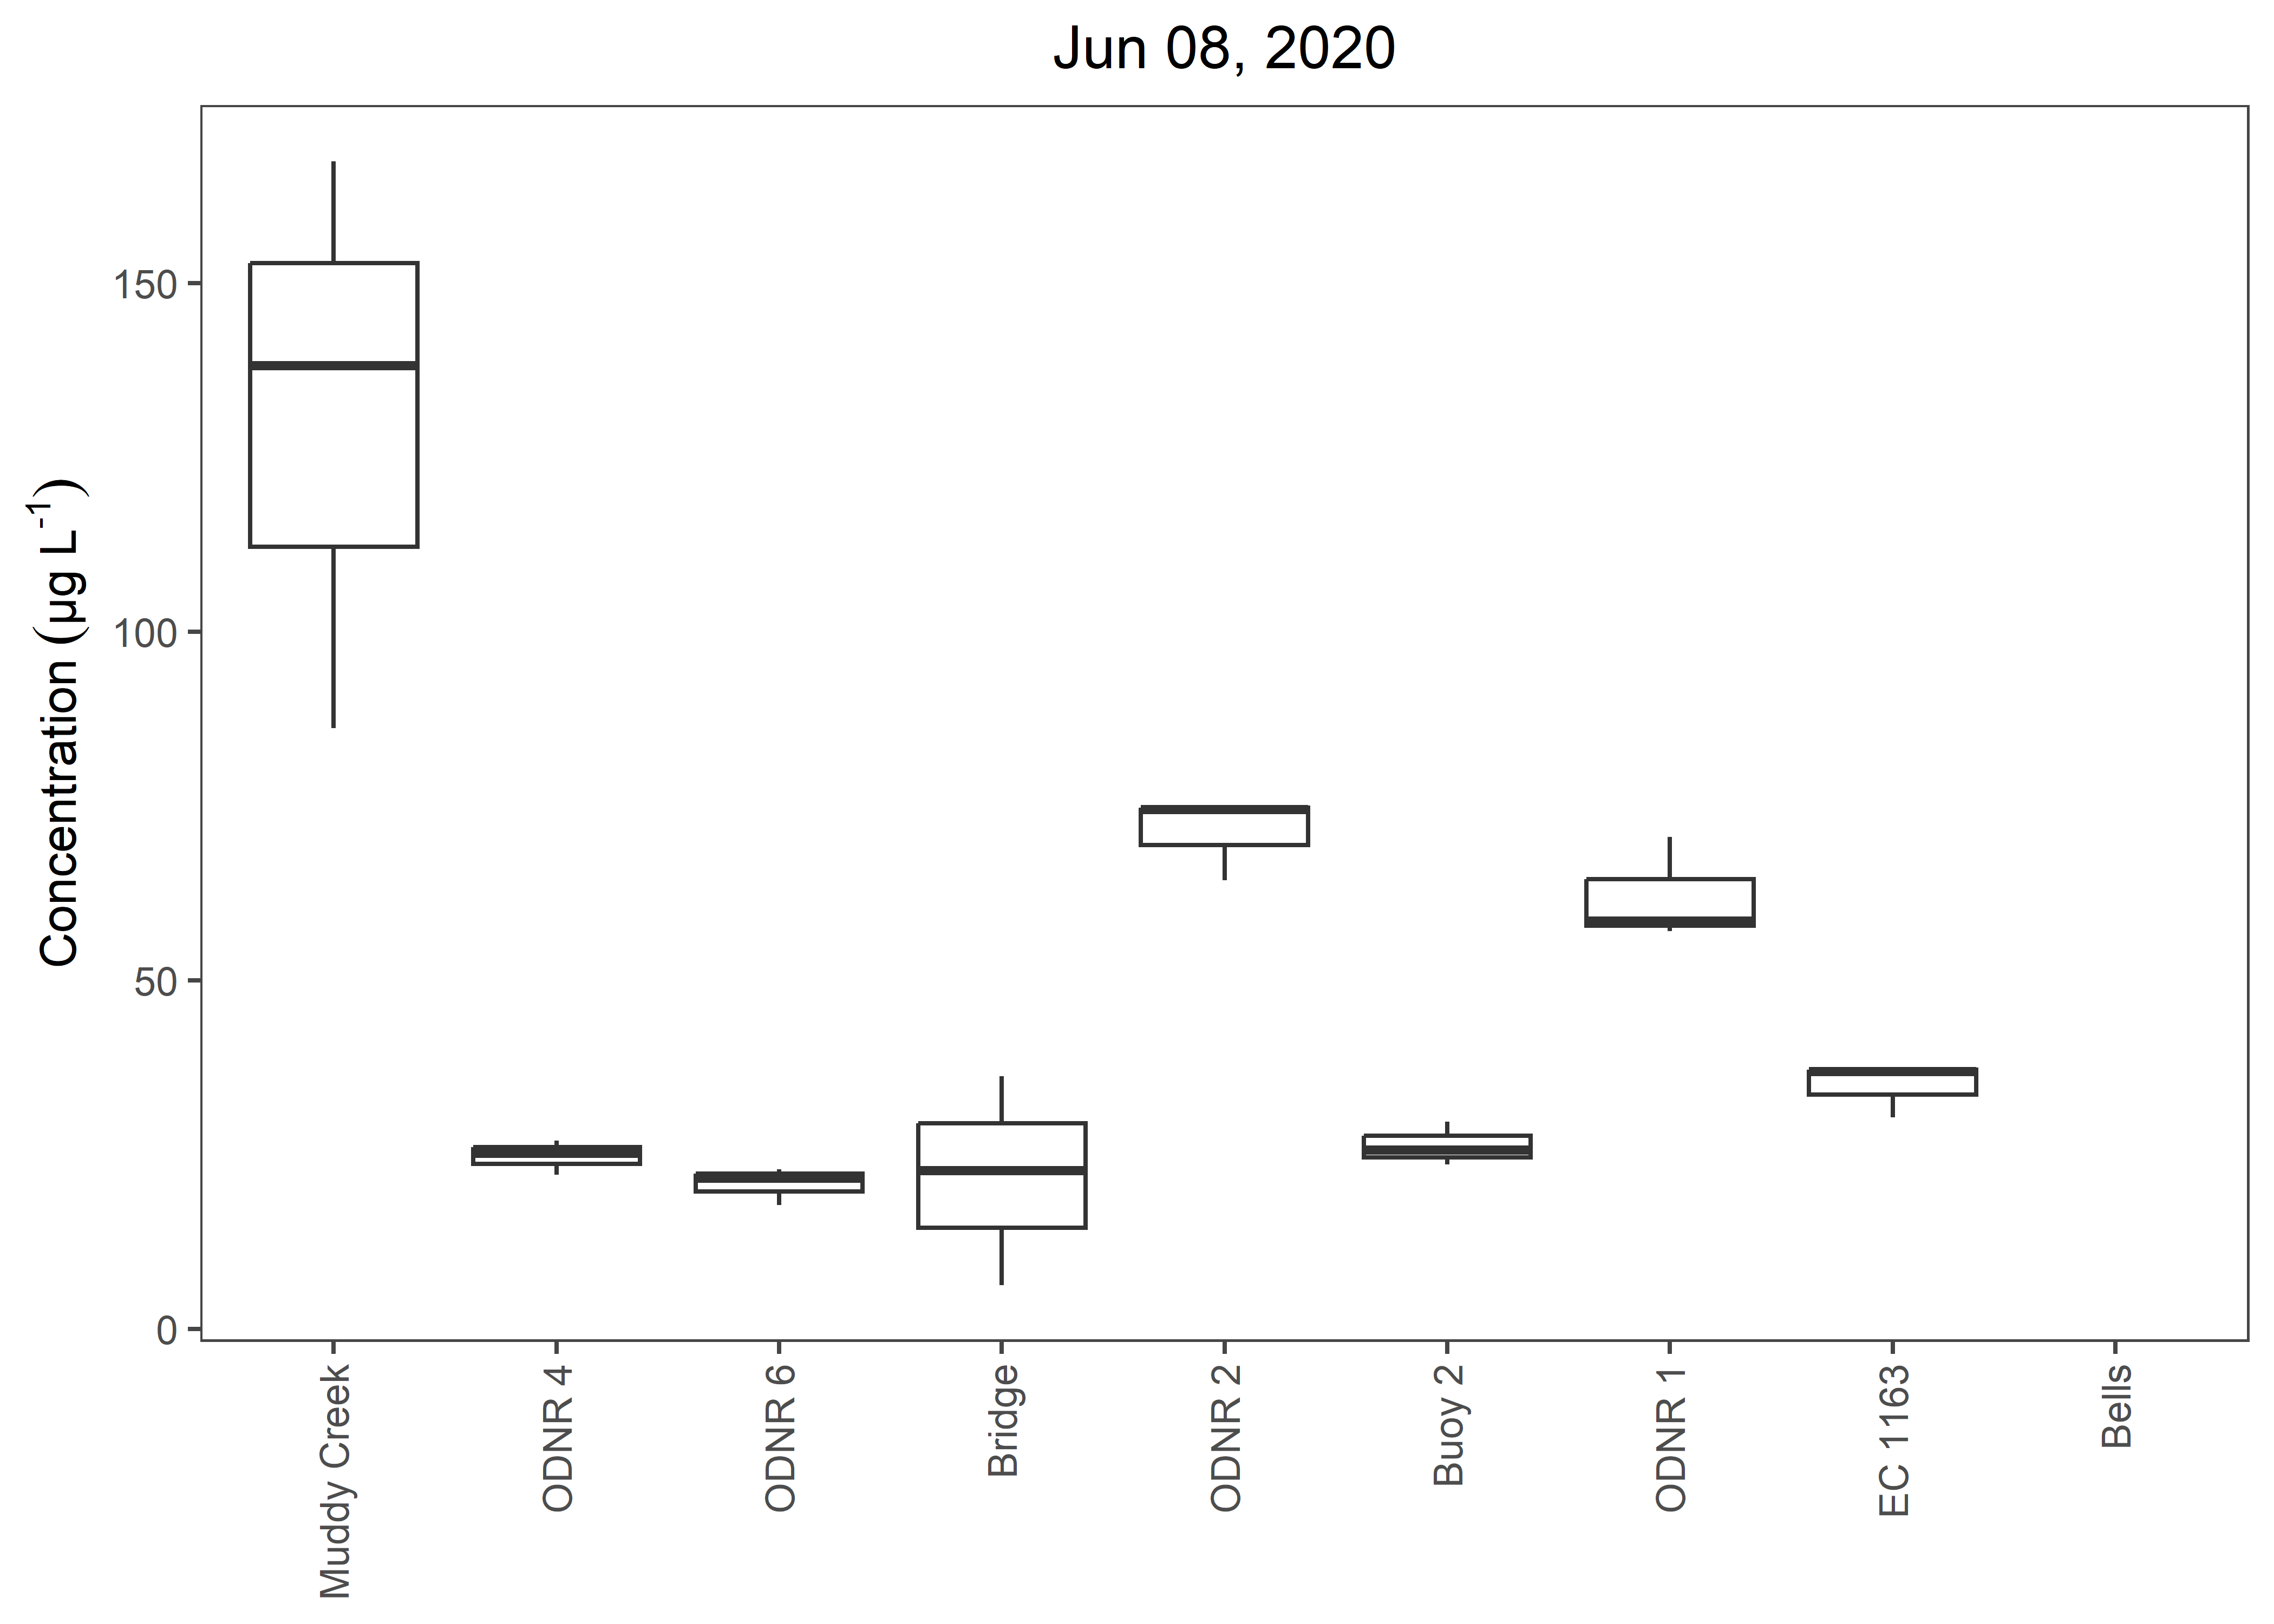 Jun 08, 2020
Concentration (µg L⁻¹)
150
100
50
0
Muddy Creek
ODNR 4
ODNR 6
Bridge
ODNR 2
Buoy 2
ODNR 1
EC 1163
Bells